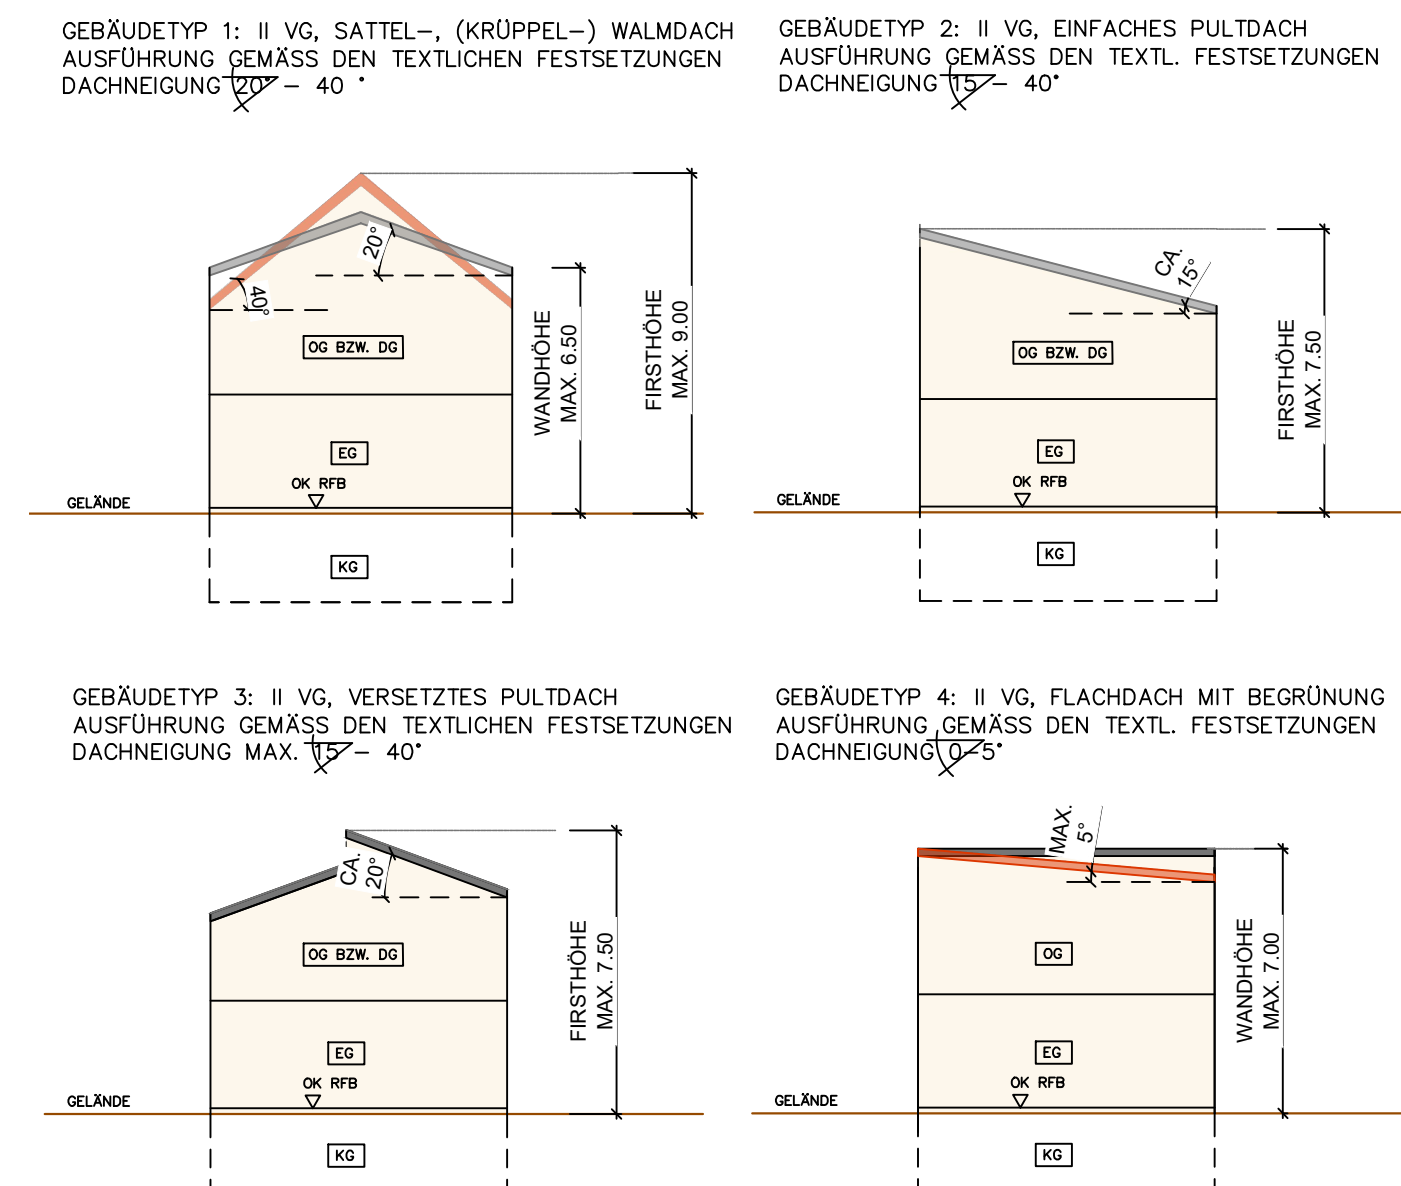 GEBÄUDETYP 1: II VG, SATTEL-, (KRÜPPEL-) WALMDACH
AUSFÜHRUNG GEMÄSS DEN TEXTLICHEN FESTSETZUNGEN
DACHNEIGUNG 20° - 40 °
20°
40°
OG BZW. DG
WANDHÖHE
MAX. 6.50
FIRSTHÖHE
MAX. 9.00
EG
OK RFB
GELÄNDE
KG
GEBÄUDETYP 2: II VG, EINFACHES PULTDACH
AUSFÜHRUNG GEMÄSS DEN TEXTL. FESTSETZUNGEN
DACHNEIGUNG 15 - 40°
CA.
15°
OG BZW. DG
FIRSTHÖHE
MAX. 7.50
EG
OK RFB
GELÄNDE
KG
GEBÄUDETYP 3: II VG, VERSETZTES PULTDACH
AUSFÜHRUNG GEMÄSS DEN TEXTLICHEN FESTSETZUNGEN
DACHNEIGUNG MAX. 15 - 40°
CA.
20°
OG BZW. DG
FIRSTHÖHE
MAX. 7.50
EG
OK RFB
GELÄNDE
KG
GEBÄUDETYP 4: II VG, FLACHDACH MIT BEGRÜNUNG
AUSFÜHRUNG GEMÄSS DEN TEXTL. FESTSETZUNGEN
DACHNEIGUNG 0-5°
MAX.
5°
OG
WANDHÖHE
MAX. 7.00
EG
OK RFB
GELÄNDE
KG